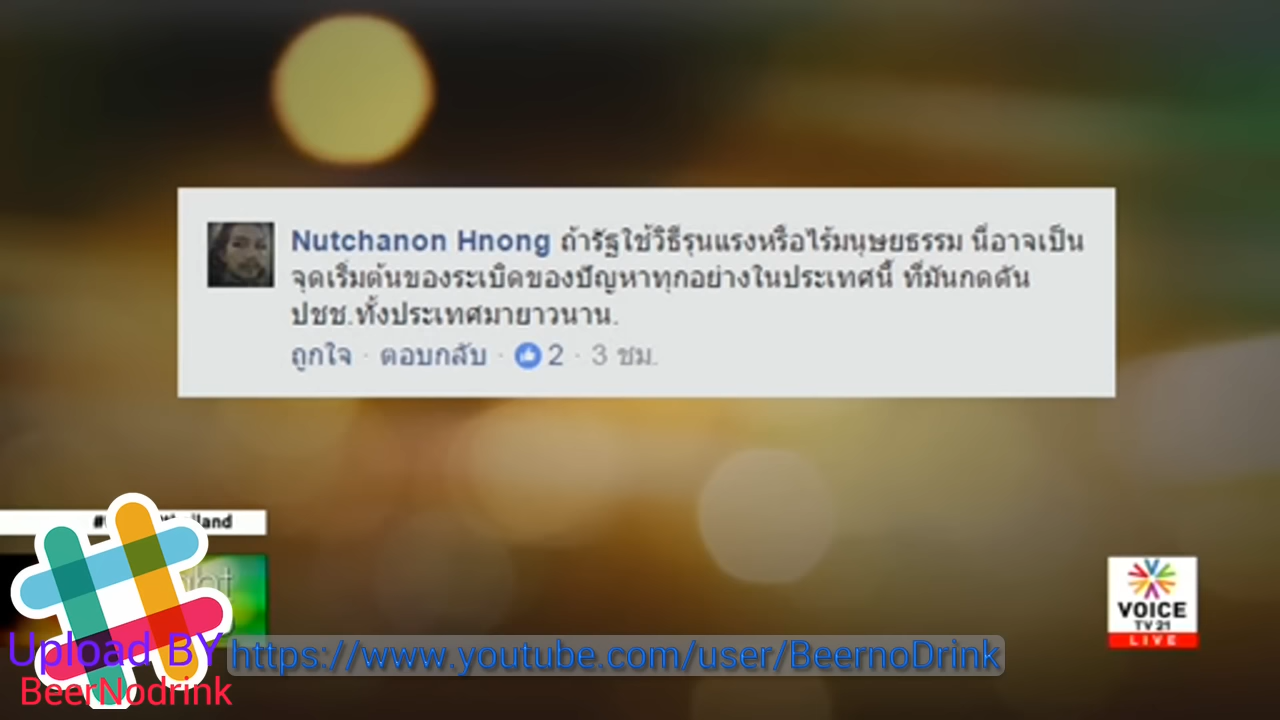 Nutchanon Hnong ถ้ารัฐใช้วิธีรุนแรงหรือไร้มนุษยธรรม นี่อาจเป็น
จุดเริ่มต้นของระเบิดของปัญหาทุกอย่างในประเทศนี้ ที่มันกดดัน
ปชช.ทั้งประเทศมายาวนาน.
ถูกใจ · ตอบกลับ · 2 · 3 ชม.
VOICE
TV 21
LIVE
Upload BY
https://www.youtube.com/user/BeernoDrink
BeerNodrink